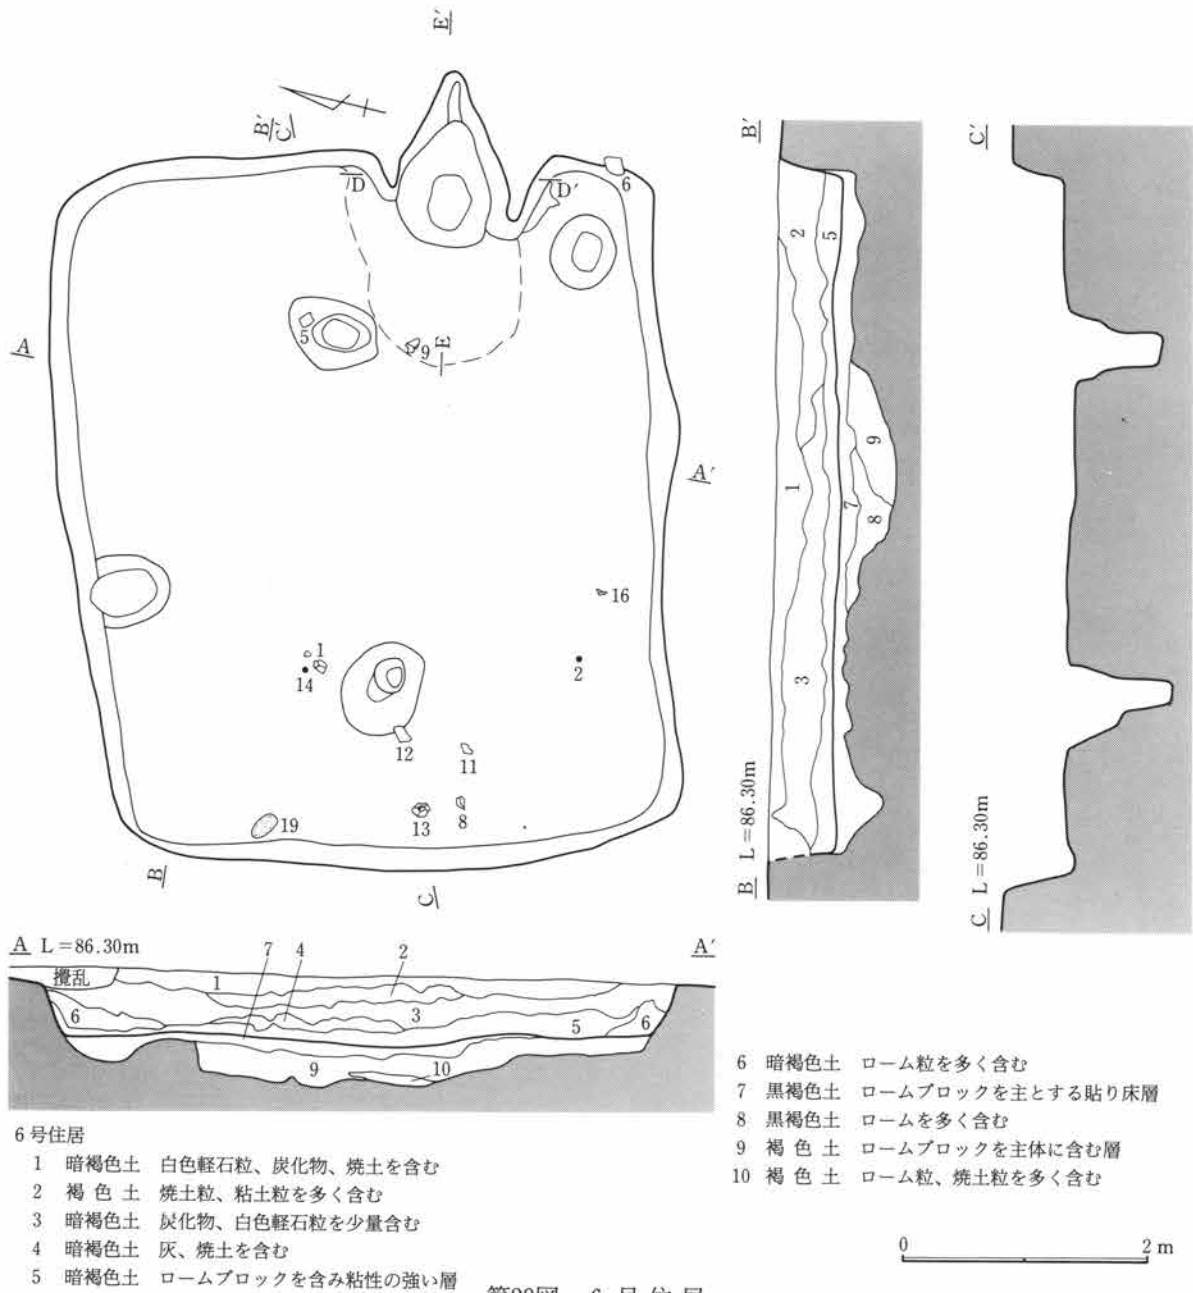 E′
B′
C′
D
D′
6
5
9
E
A
A′
16
1
14
2
12
11
13
8
19
B
C
B′
2
5
1
9
7
8
3
B L=86.30m
C′
C L=86.30m
A L=86.30m
7
4
2
A′
攪乱
1
6
3
5
6
9
10
6号住居
1 暗褐色土 白色軽石粒、炭化物、焼土を含む
2 褐色土 焼土粒、粘土粒を多く含む
3 暗褐色土 炭化物、白色軽石粒を少量含む
4 暗褐色土 灰、焼土を含む
5 暗褐色土 ロームブロックを含み粘性の強い層
6 暗褐色土 ローム粒を多く含む
7 黒褐色土 ロームブロックを主とする貼り床層
8 黒褐色土 ロームを多く含む
9 褐色土 ロームブロックを主体に含む層
10 褐色土 ローム粒、焼土粒を多く含む
0 2 m